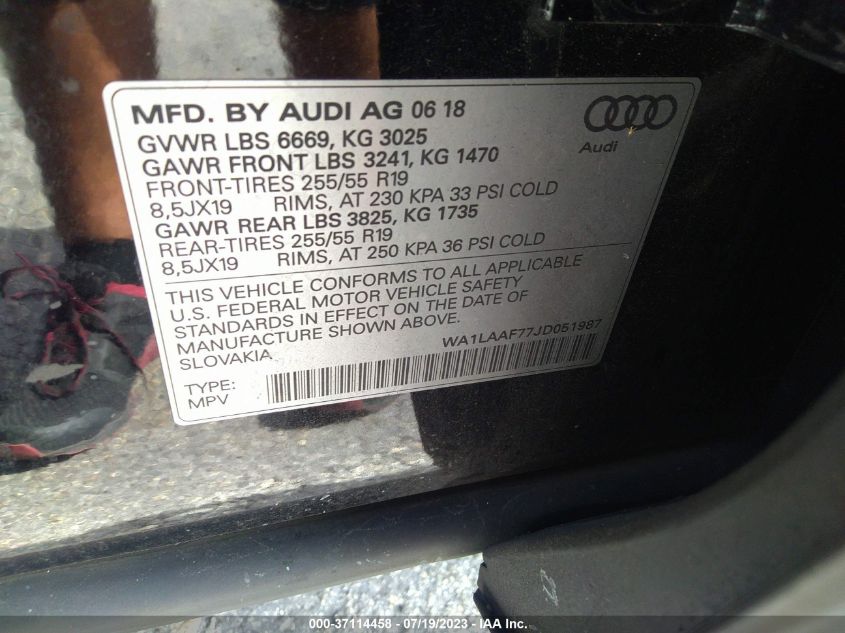 MFD. BY AUDI AG 06 18
GVWR LBS 6669, KG 3025
GAWR FRONT LBS 3241, KG 1470
FRONT-TIRES 255/55 R19
8,5JX19 RIMS, AT 230 KPA 33 PSI COLD
GAWR REAR LBS 3825, KG 1735
REAR-TIRES 255/55 R19
8,5JX19 RIMS, AT 250 KPA 36 PSI COLD
Audi
THIS VEHICLE CONFORMS TO ALL APPLICABLE
U.S. FEDERAL MOTOR VEHICLE SAFETY
STANDARDS IN EFFECT ON THE DATE OF
MANUFACTURE SHOWN ABOVE.
SLOVAKIA
WA1LAAF77JD051987
TYPE:
MPV
000-37114458 - 07/19/2023 - IAA Inc.